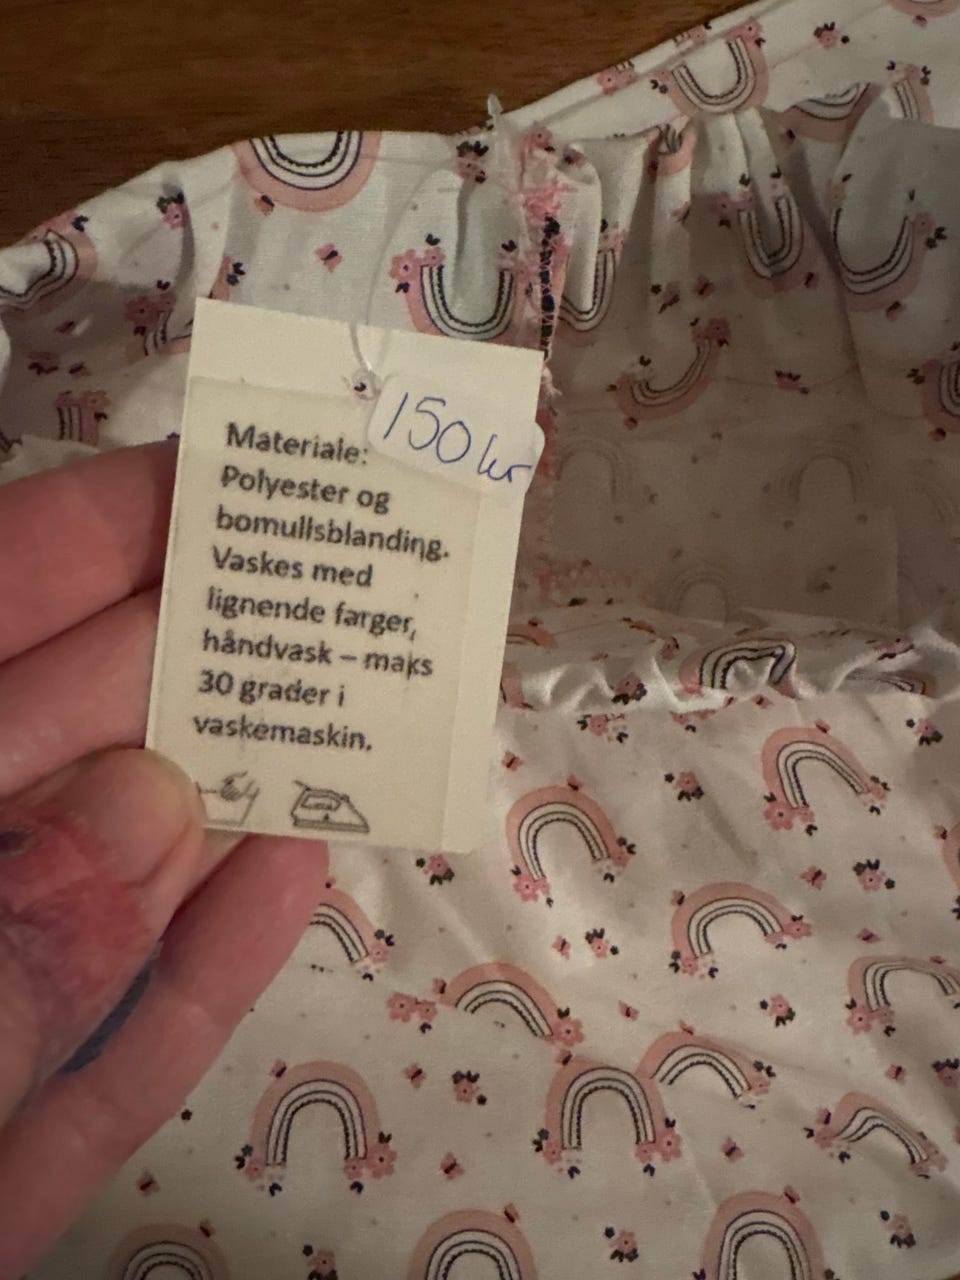 150 kr
Materiale:
Polyester og
bomullsblanding.
Vaskes med
lignende farger,
håndvask – maks
30 grader i
vaskemaskin.